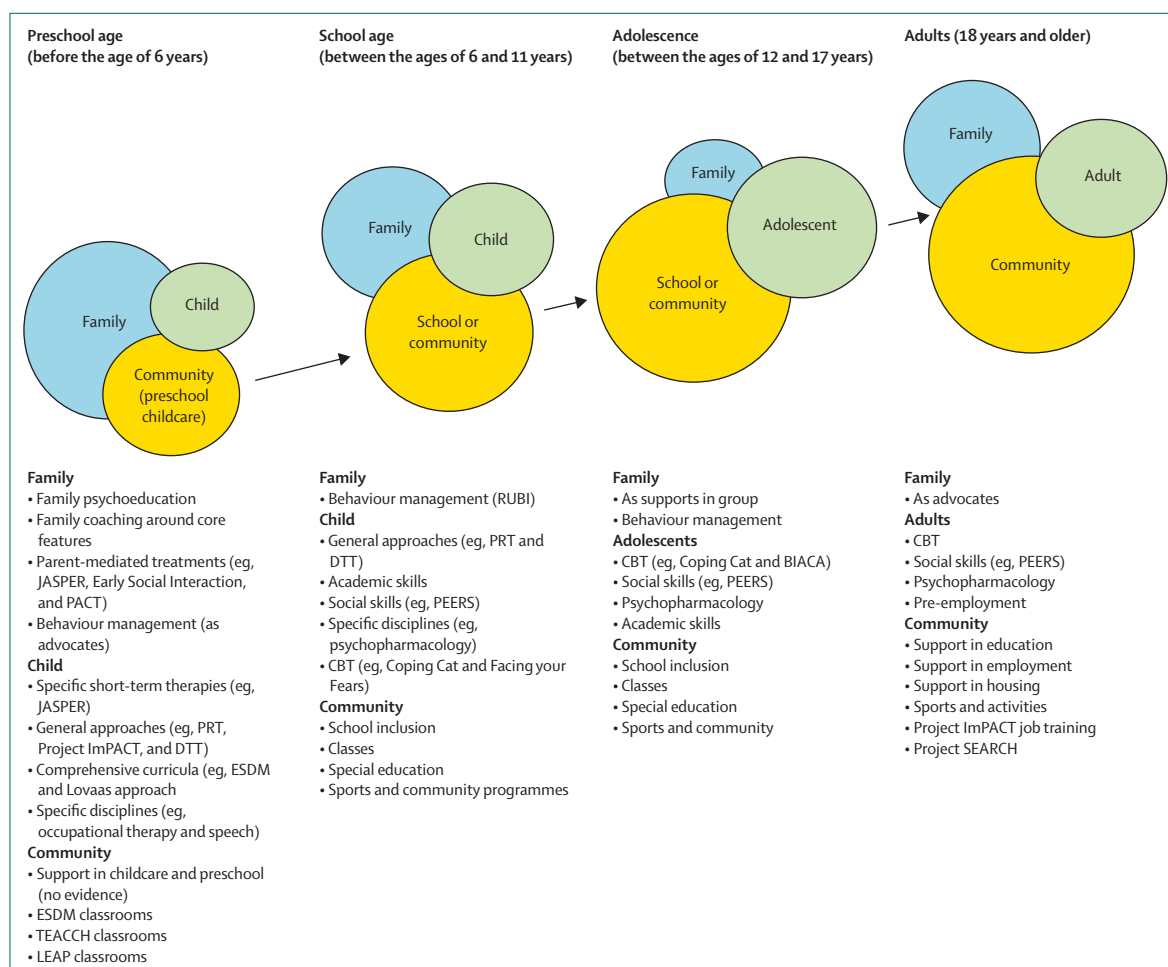 Preschool age
(before the age of 6 years)
School age
(between the ages of 6 and 11 years)
Adolescence
(between the ages of 12 and 17 years)
Adults (18 years and older)
Family
Child
Community
(preschool
childcare)
Family
Child
School or
community
Family
Adolescent
School or
community
Family
Adult
Community
Family
• Family psychoeducation
• Family coaching around core
features
• Parent-mediated treatments (eg,
JASPER, Early Social Interaction,
and PACT)
• Behaviour management (as
advocates)
Child
• Specific short-term therapies (eg,
JASPER)
• General approaches (eg, PRT,
Project ImPACT, and DTT)
• Comprehensive curricula (eg, ESDM
and Lovaas approach
• Specific disciplines (eg,
occupational therapy and speech)
Community
• Support in childcare and preschool
(no evidence)
• ESDM classrooms
• TEACCH classrooms
• LEAP classrooms
Family
• Behaviour management (RUBI)
Child
• General approaches (eg, PRT and
DTT)
• Academic skills
• Social skills (eg, PEERS)
• Specific disciplines (eg,
psychopharmacology)
• CBT (eg, Coping Cat and Facing your
Fears)
Community
• School inclusion
• Classes
• Special education
• Sports and community programmes
Family
• As supports in group
• Behaviour management
Adolescents
• CBT (eg, Coping Cat and BIACA)
• Social skills (eg, PEERS)
• Psychopharmacology
• Academic skills
Community
• School inclusion
• Classes
• Special education
• Sports and community
Family
• As advocates
Adults
• CBT
• Social skills (eg, PEERS)
• Psychopharmacology
• Pre-employment
Community
• Support in education
• Support in employment
• Support in housing
• Sports and activities
• Project ImPACT job training
• Project SEARCH